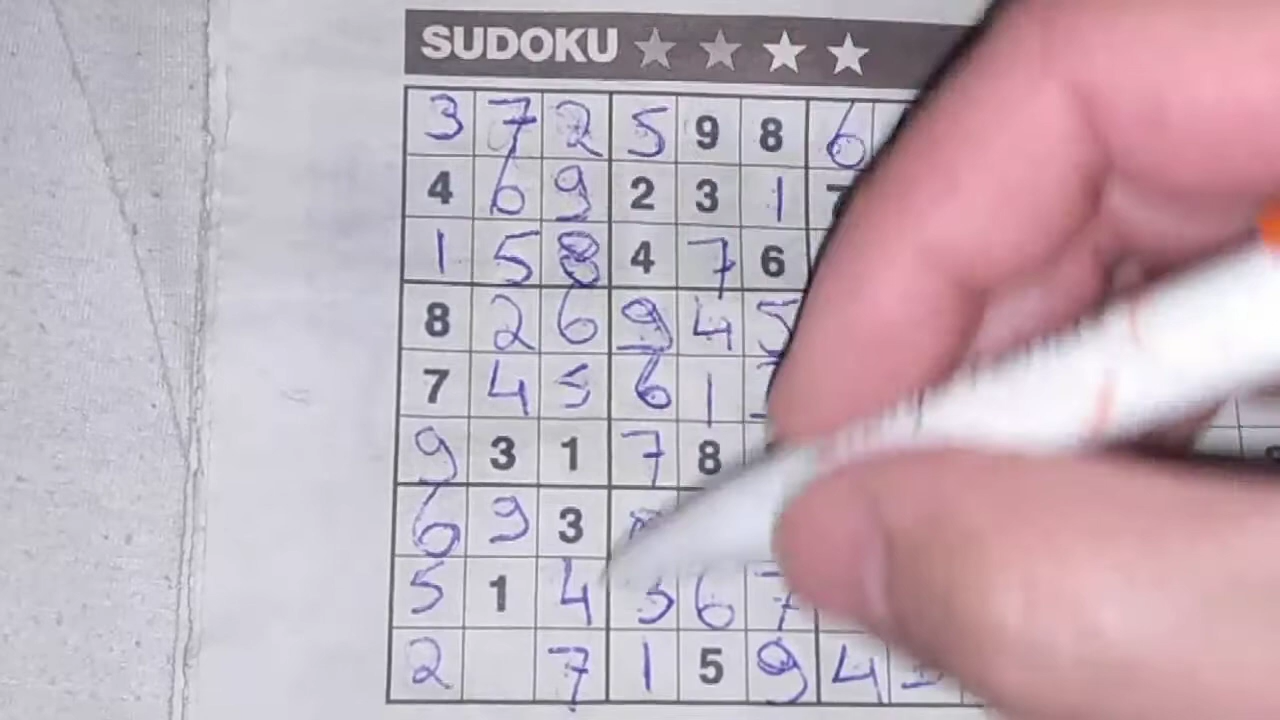 SUDOKU
3 7 2 5 9 8 6
4 6 9 2 3 1
1 5 8 4 7 6
8 2 6 9 4 5
7 4 5 6 1
9 3 1 7 8
6 9 3
5 1 4 3 6 7
2 7 1 5 9 4